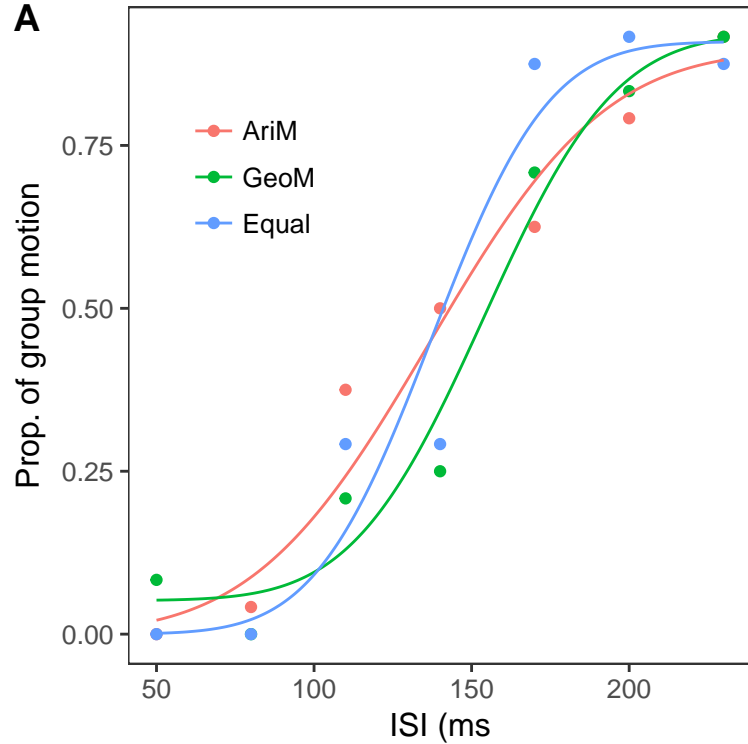 A
AriM
GeoM
Equal
0.75
0.50
0.25
0.00
Prop. of group motion
50 100 150 200
ISI (ms